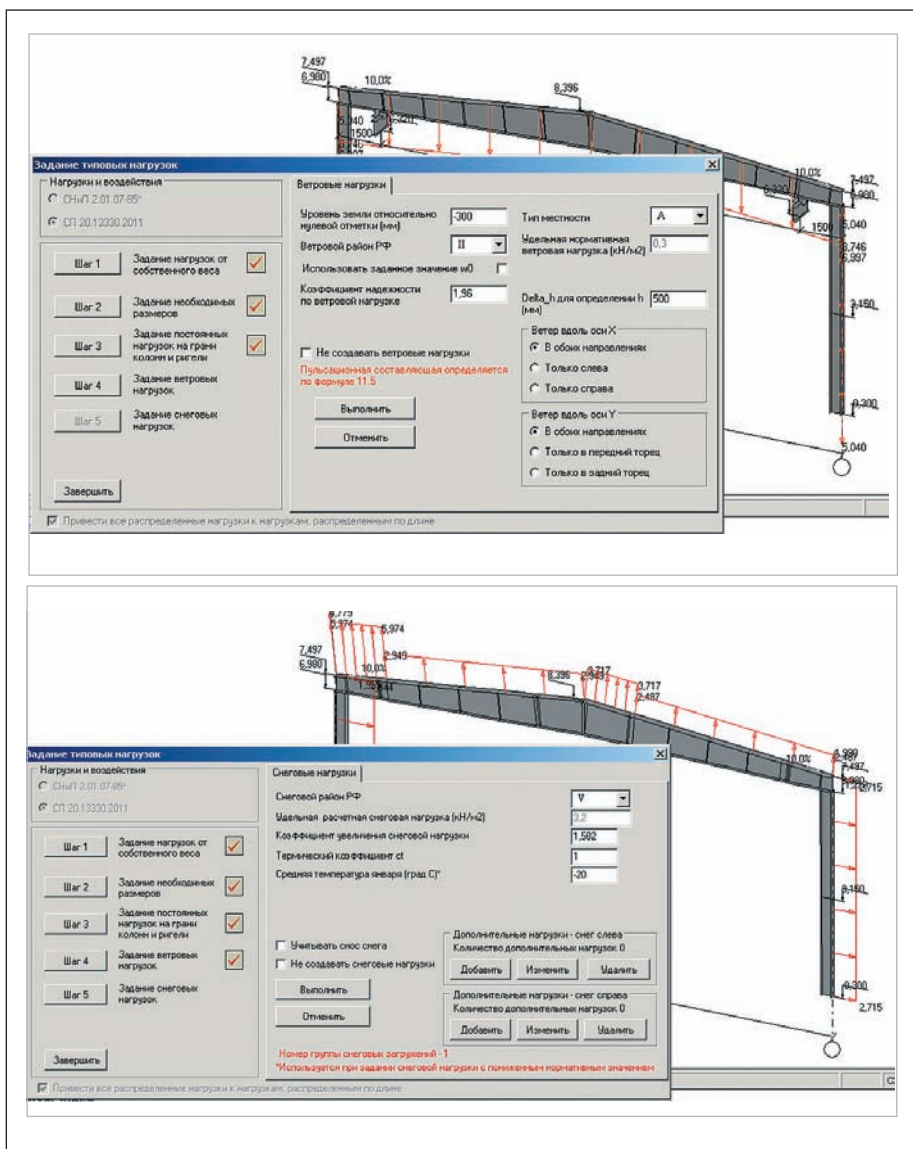 7,497
6,980
10,0%
8,396
5,040
1500
10,0%
7,497
5,040
1500
3,150
5,040
Задание типовых нагрузок
Нагрузки и воздействия
СНиП 2.01.07-85*
СП 20.13330.2011
Шаг 1
Задание нагрузок от
собственного веса
Шаг 2
Задание необходимых
размеров
Шаг 3
Задание постоянных
нагрузок на грани
колонн и ригели
Шаг 4
Задание ветровых
нагрузок
Шаг 5
Задание снеговых
нагрузок
Завершить
Ветровые нагрузки
Уровень земли относительно
нулевой отметки (мм)
-300
Ветровой район РФ
II
Использовать заданное значение w0
Коэффициент надежности
по ветровой нагрузке
1,96
Не создавать ветровые нагрузки
Пульсационная составляющая определяется
по формуле 11.5
Выполнить
Отменить
Тип местности
A
Удельная нормативная
ветровая нагрузка (кН/м2)
0,3
Delta_h для определении h
(мм)
500
Ветер вдоль оси X
В обоих направлениях
Только слева
Только справа
Ветер вдоль оси Y
В обоих направлениях
Только в передний торец
Только в задний торец
Привести все распределенные нагрузки к нагрузкам, распределенным по длине
5,974
5,974
7,497
6,980
10,0%
2,949
8,396
3,717
3,717
2,487
10,0%
7,497
2,715
2,715
Задание типовых нагрузок
Нагрузки и воздействия
СНиП 2.01.07-85*
СП 20.13330.2011
Шаг 1
Задание нагрузок от
собственного веса
Шаг 2
Задание необходимых
размеров
Шаг 3
Задание постоянных
нагрузок на грани
колонн и ригели
Шаг 4
Задание ветровых
нагрузок
Шаг 5
Задание снеговых
нагрузок
Завершить
Снеговые нагрузки
Снеговой район РФ
V
Удельная расчетная снеговая нагрузка (кН/м2)
3,2
Коэффициент увеличения снеговой нагрузки
1,582
Термический коэффициент ct
1
Средняя температура января (град С)*
-20
Учитывать снос снега
Не создавать снеговые нагрузки
Выполнить
Отменить
Дополнительные нагрузки - снег слева
Количество дополнительных нагрузок 0
Добавить
Изменить
Удалить
Дополнительные нагрузки - снег справа
Количество дополнительных нагрузок 0
Добавить
Изменить
Удалить
Номер группы снеговых загружений - 1
*Используется при задании снеговой нагрузки с пониженным нормативным значением
Привести все распределенные нагрузки к нагрузкам, распределенным по длине